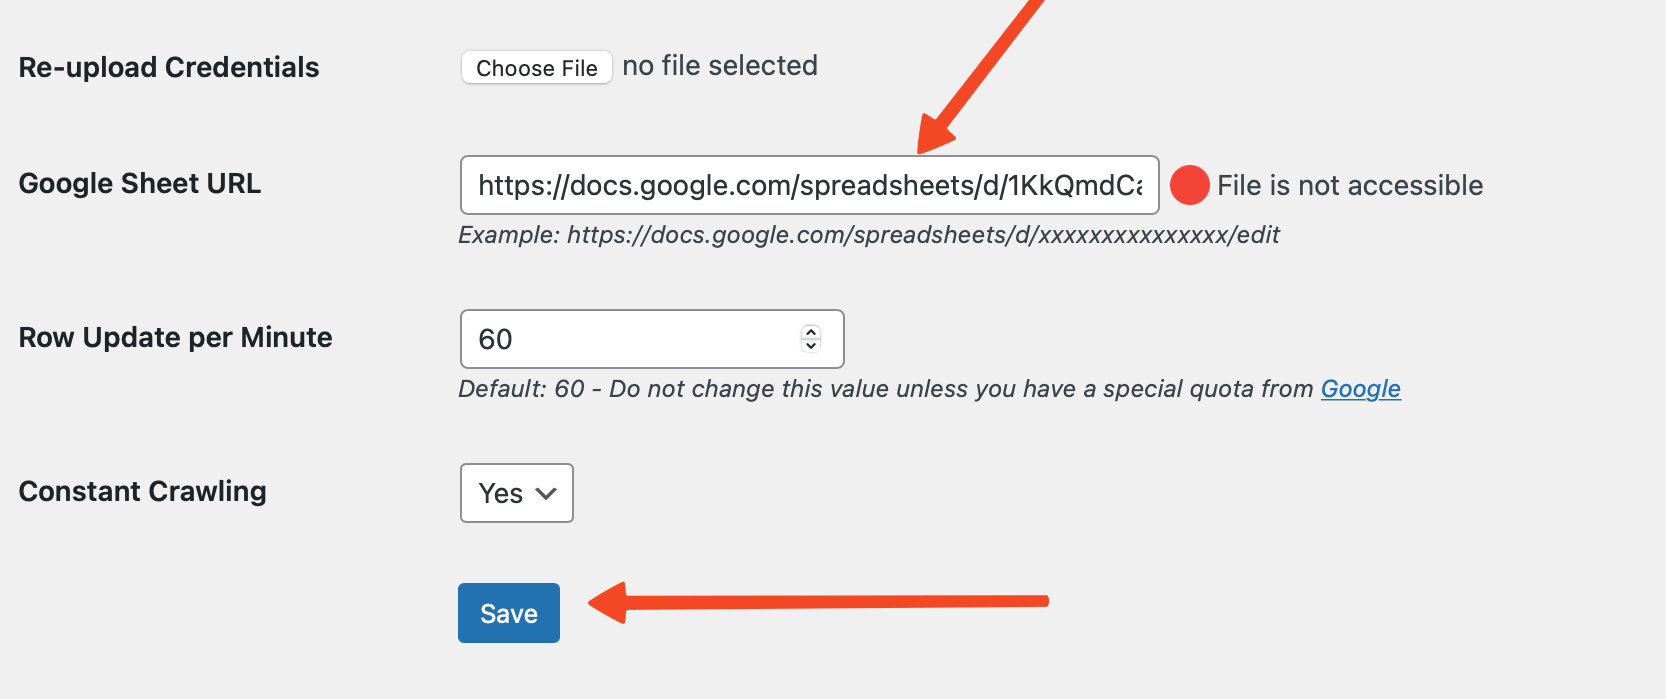 Re-upload Credentials
Choose File no file selected
Google Sheet URL
https://docs.google.com/spreadsheets/d/1KkQmdCa
File is not accessible
Example: https://docs.google.com/spreadsheets/d/xxxxxxxxxxxxxxx/edit
Row Update per Minute
60
Default: 60 - Do not change this value unless you have a special quota from Google
Constant Crawling
Yes
Save